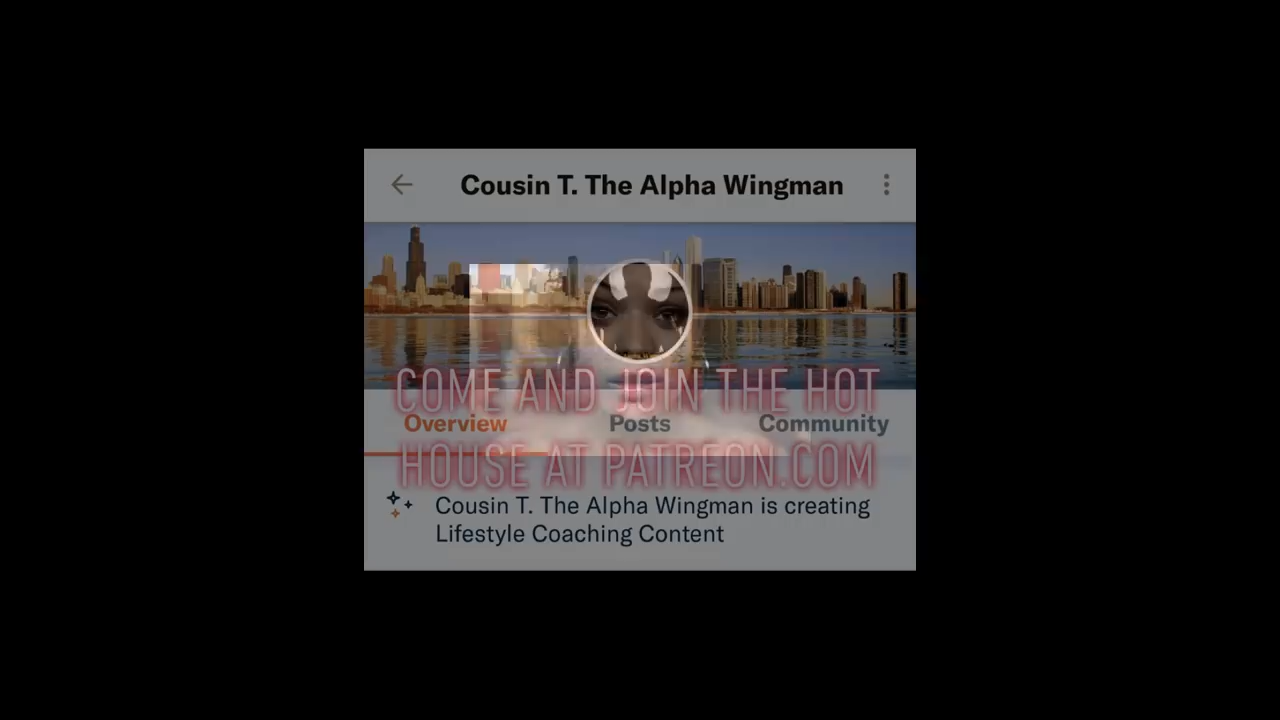 Cousin T. The Alpha Wingman
COME AND JOIN THE HOT
Overview Posts Community
HOUSE AT PATREON.COM
Cousin T. The Alpha Wingman is creating
Lifestyle Coaching Content